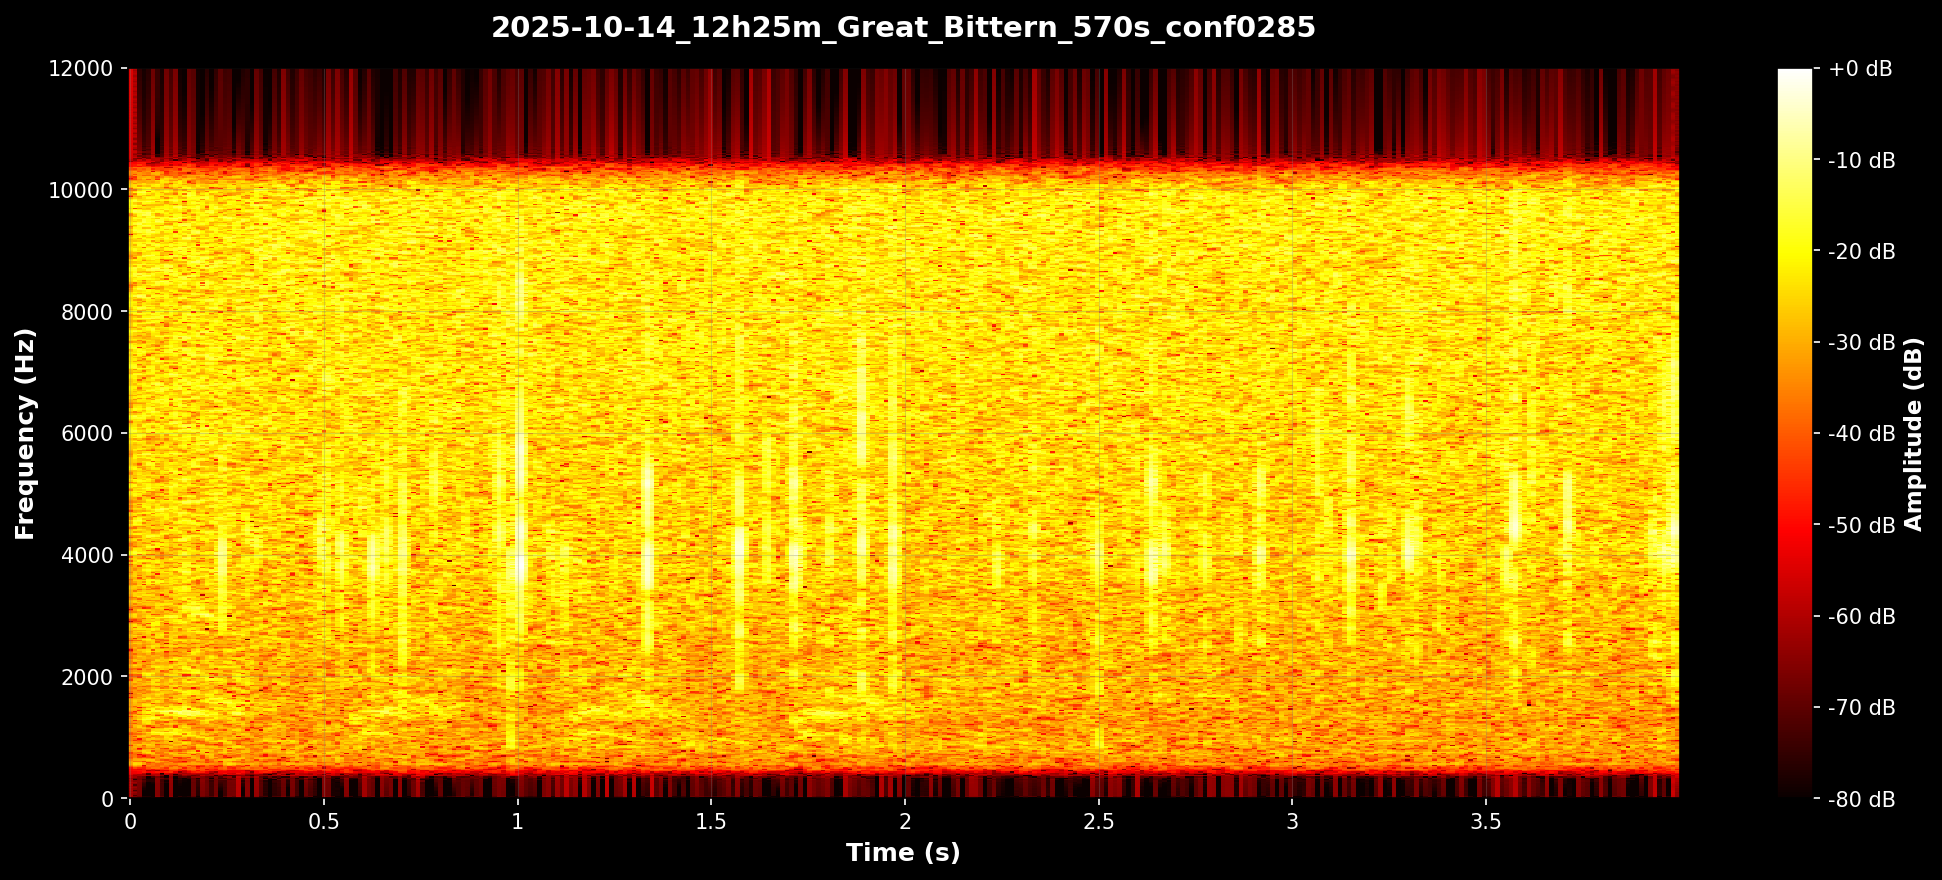 2025-10-14_12h25m_Great_Bittern_570s_conf0285
12000
10000
8000
6000
4000
2000
0
Frequency (Hz)
0
0.5
1
1.5
2
2.5
3
3.5
Time (s)
+0 dB
-10 dB
-20 dB
-30 dB
-40 dB
-50 dB
-60 dB
-70 dB
-80 dB
Amplitude (dB)